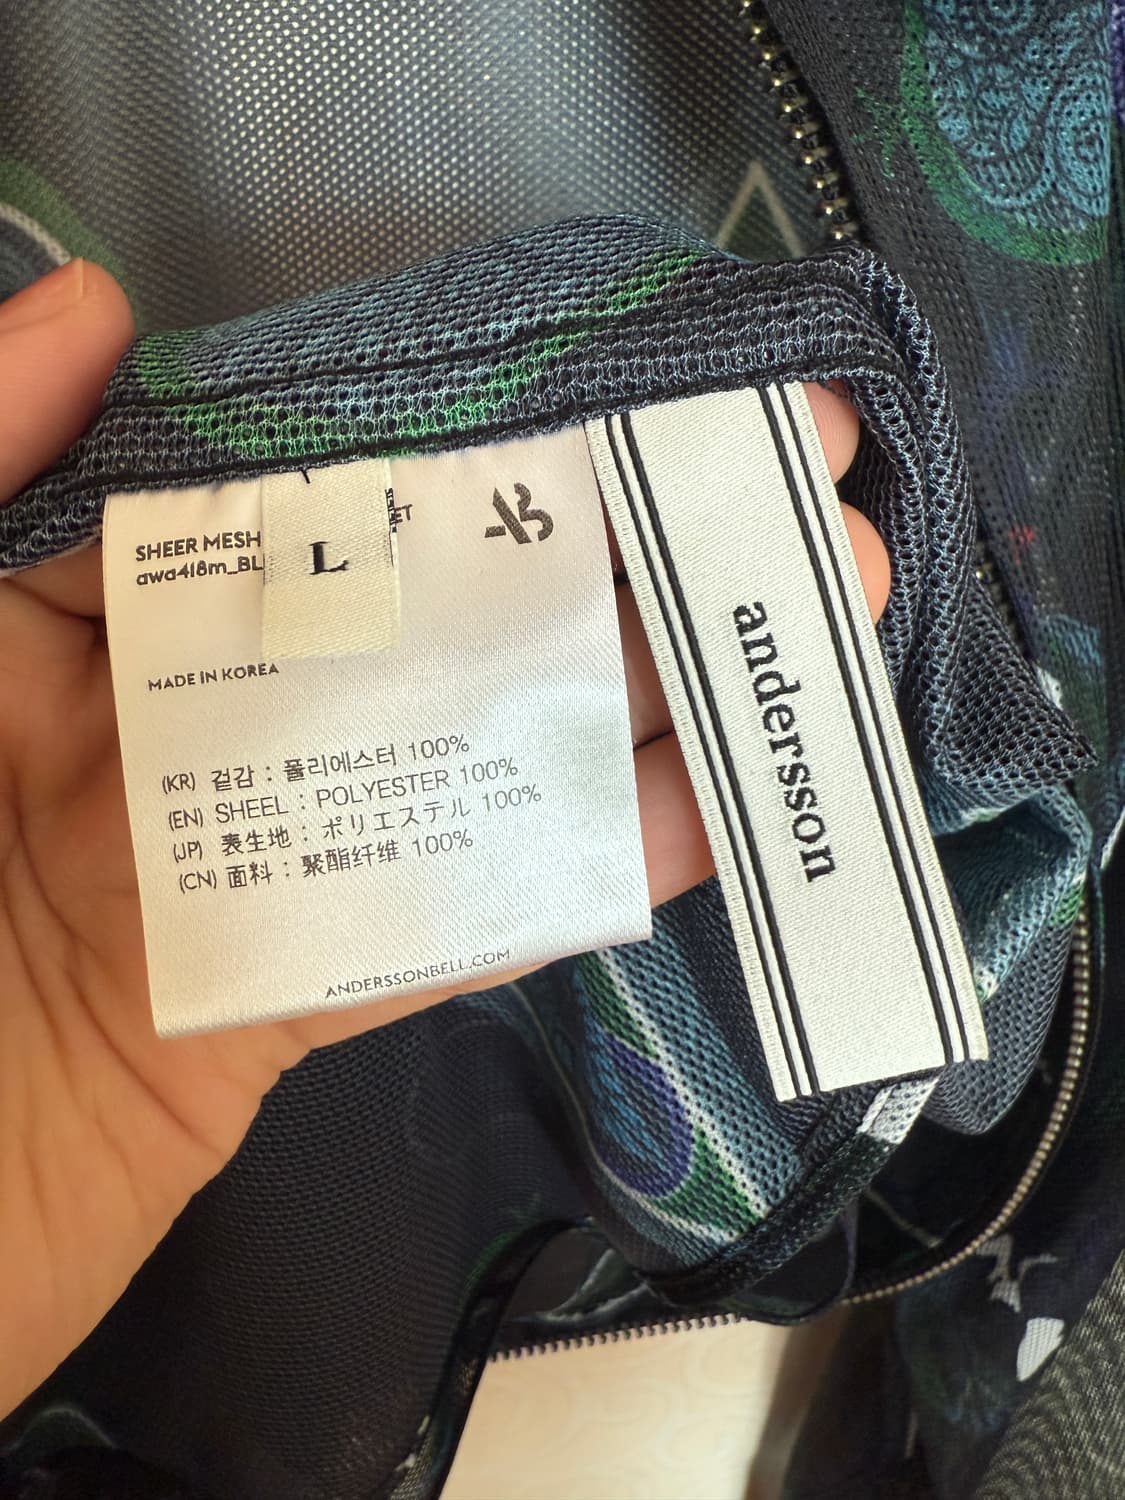 SHEER MESH
awa418m_BL
ET
L
MADE IN KOREA
(KR) 겉감 : 폴리에스터 100%
(EN) SHEEL : POLYESTER 100%
(JP) 表生地 : ポリエステル 100%
(CN) 面料 : 聚酯纤维 100%
ANDERSSONBELL.COM
andersson